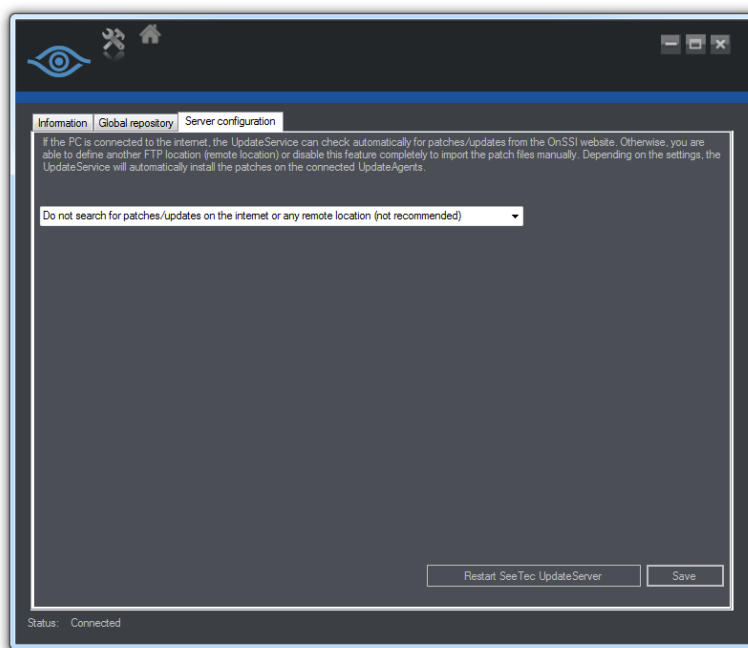 Information Global repository Server configuration
If the PC is connected to the internet, the UpdateService can check automatically for patches/updates from the OnSSI website. Otherwise, you are
able to define another FTP location (remote location) or disable this feature completely to import the patch files manually. Depending on the settings, the
UpdateService will automatically install the patches on the connected UpdateAgents.
Do not search for patches/updates on the internet or any remote location (not recommended)
Restart SeeTec UpdateServer Save
Status: Connected